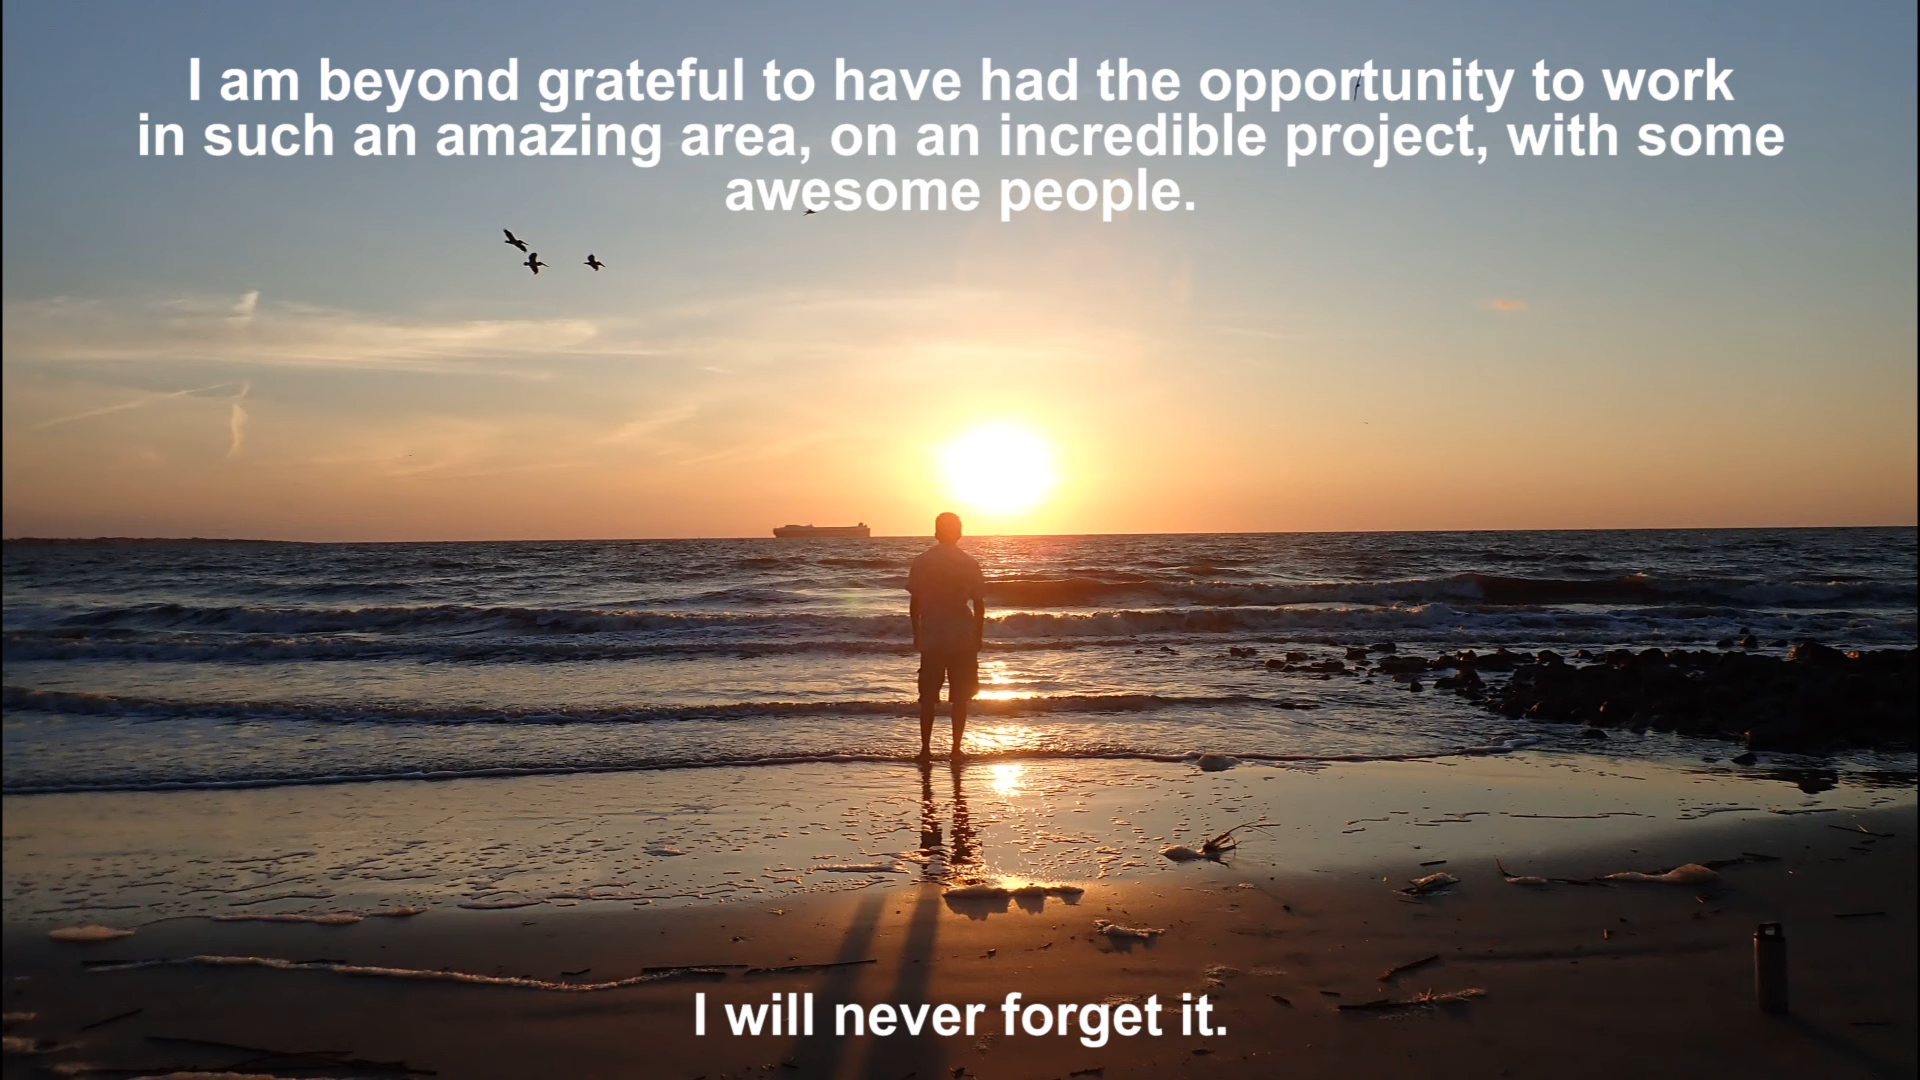 I am beyond grateful to have had the opportunity to work
in such an amazing area, on an incredible project, with some
awesome people.
I will never forget it.